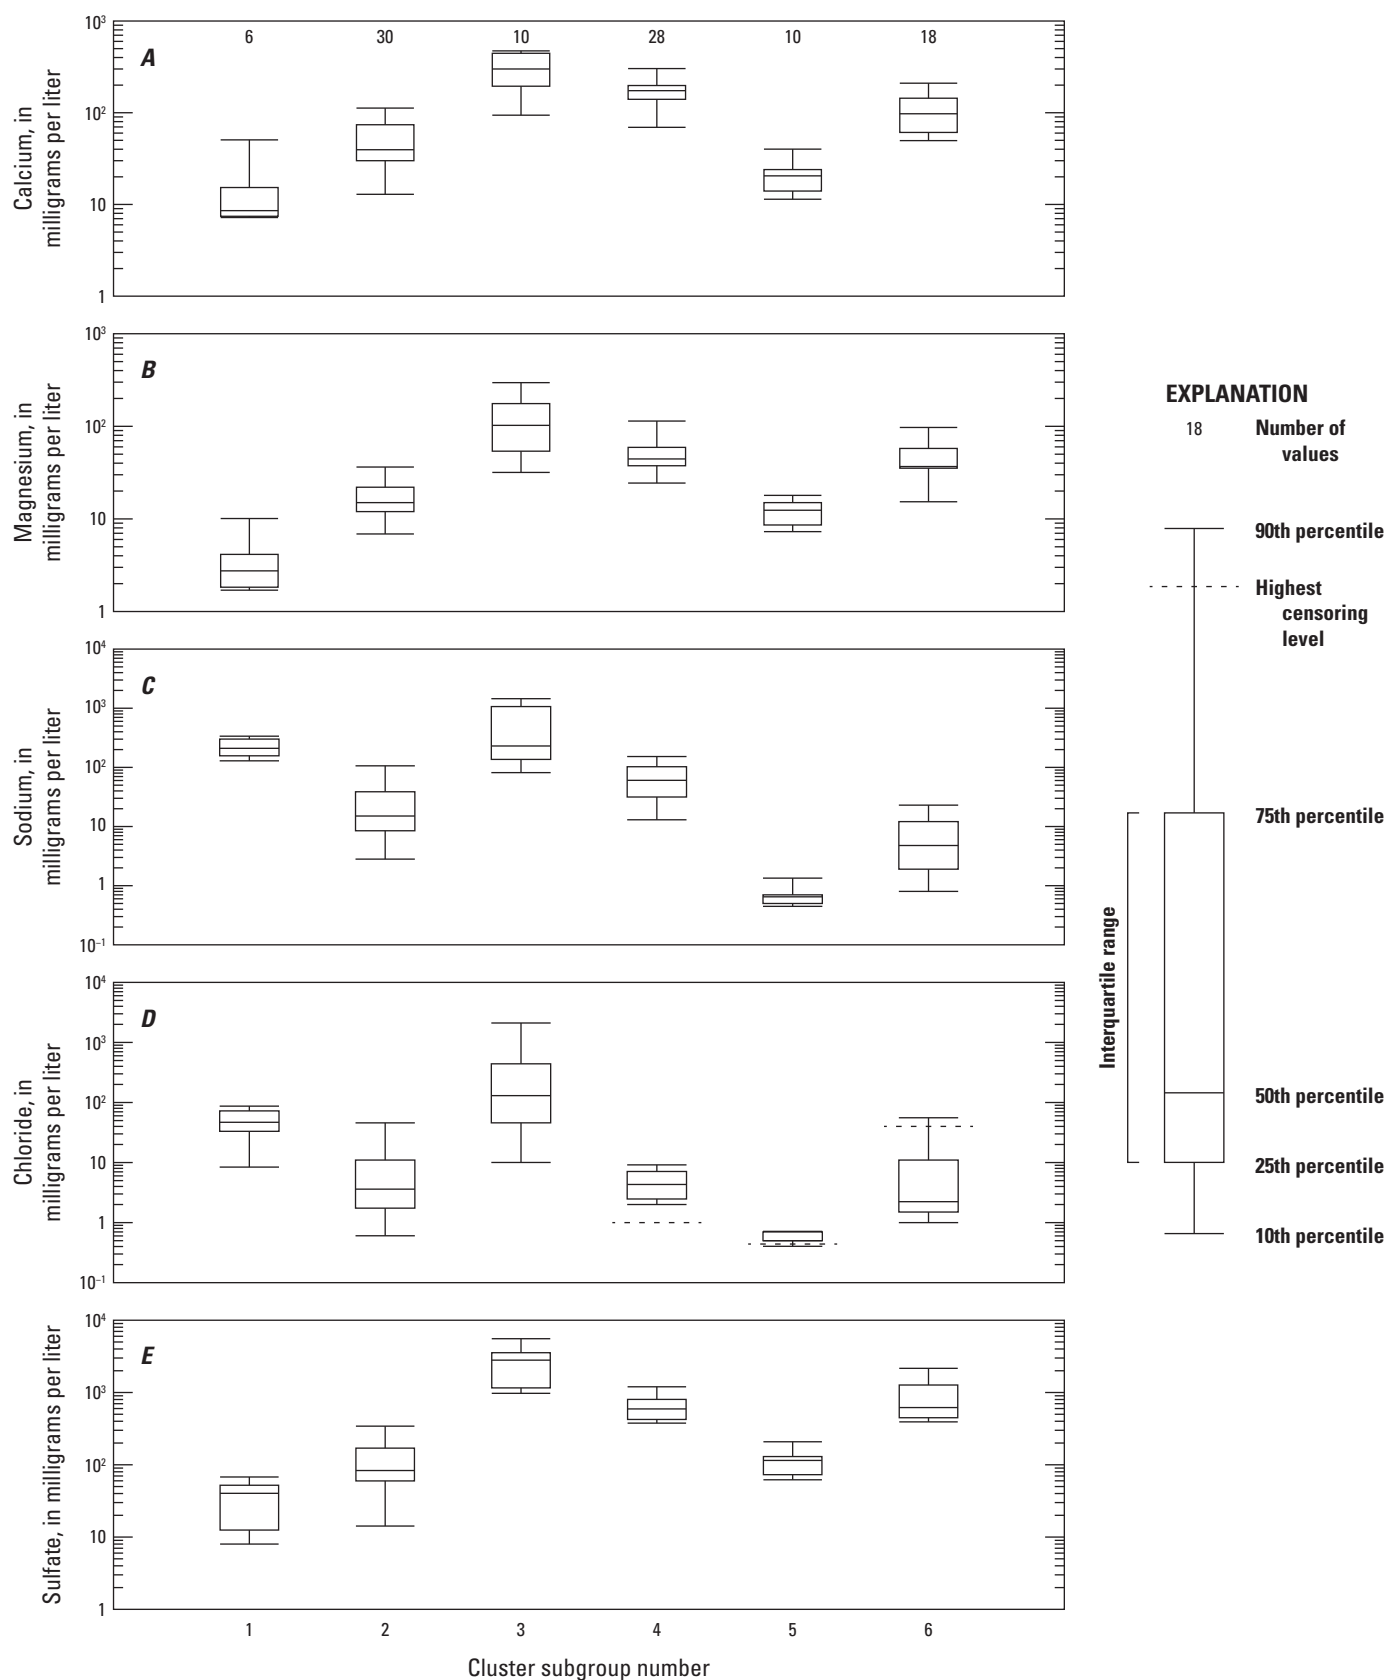 Calcium, in
milligrams per liter
10³
10²
10
1
A
6
30
10
28
10
18
Magnesium, in
milligrams per liter
10³
10²
10
1
B
Sodium, in
milligrams per liter
10⁴
10³
10²
10
1
10⁻¹
C
Chloride, in
milligrams per liter
10⁴
10³
10²
10
1
10⁻¹
D
Sulfate, in milligrams per liter
10⁴
10³
10²
10
1
E
1
2
3
4
5
6
Cluster subgroup number
EXPLANATION
18
Number of
values
90th percentile
Highest
censoring
level
75th percentile
Interquartile range
50th percentile
25th percentile
10th percentile